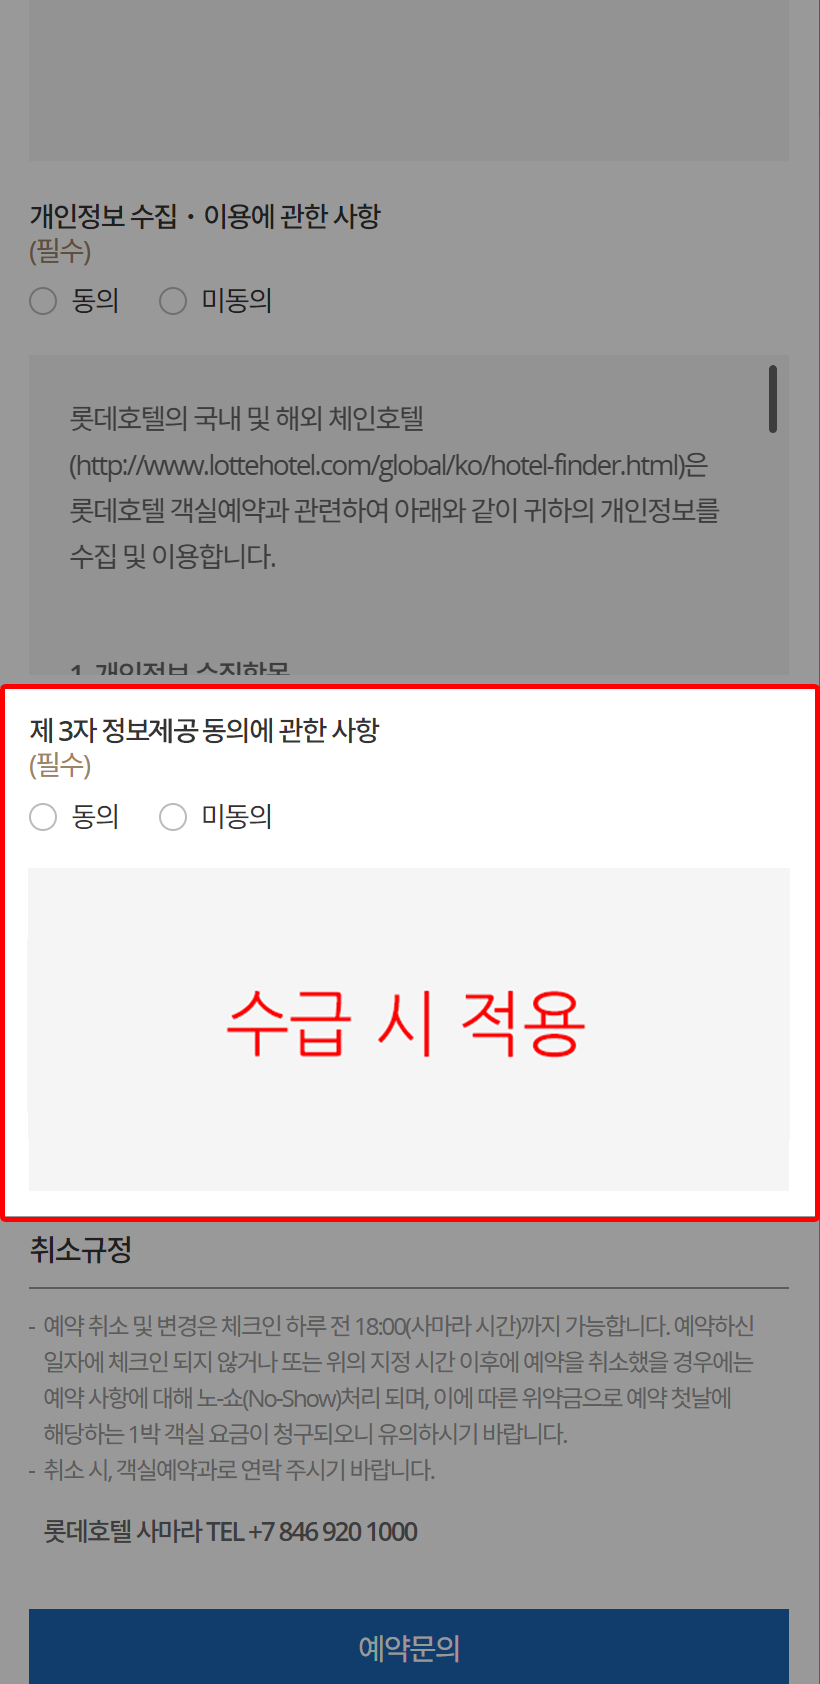 개인정보 수집 · 이용에 관한 사항
(필수)
동의 미동의
롯데호텔의 국내 및 해외 체인호텔
(http://www.lottehotel.com/global/ko/hotel-finder.html)은
롯데호텔 객실예약과 관련하여 아래와 같이 귀하의 개인정보를
수집 및 이용합니다.
1. 개인정보 수집항목
제 3자 정보제공 동의에 관한 사항
(필수)
동의 미동의
수급 시 적용
취소규정
- 예약 취소 및 변경은 체크인 하루 전 18:00(사마라 시간)까지 가능합니다. 예약하신
일자에 체크인 되지 않거나 또는 위의 지정 시간 이후에 예약을 취소했을 경우에는
예약 사항에 대해 노-쇼(No-Show)처리 되며, 이에 따른 위약금으로 예약 첫날에
해당하는 1박 객실 요금이 청구되오니 유의하시기 바랍니다.
- 취소 시, 객실예약과로 연락 주시기 바랍니다.
롯데호텔 사마라 TEL +7 846 920 1000
예약문의